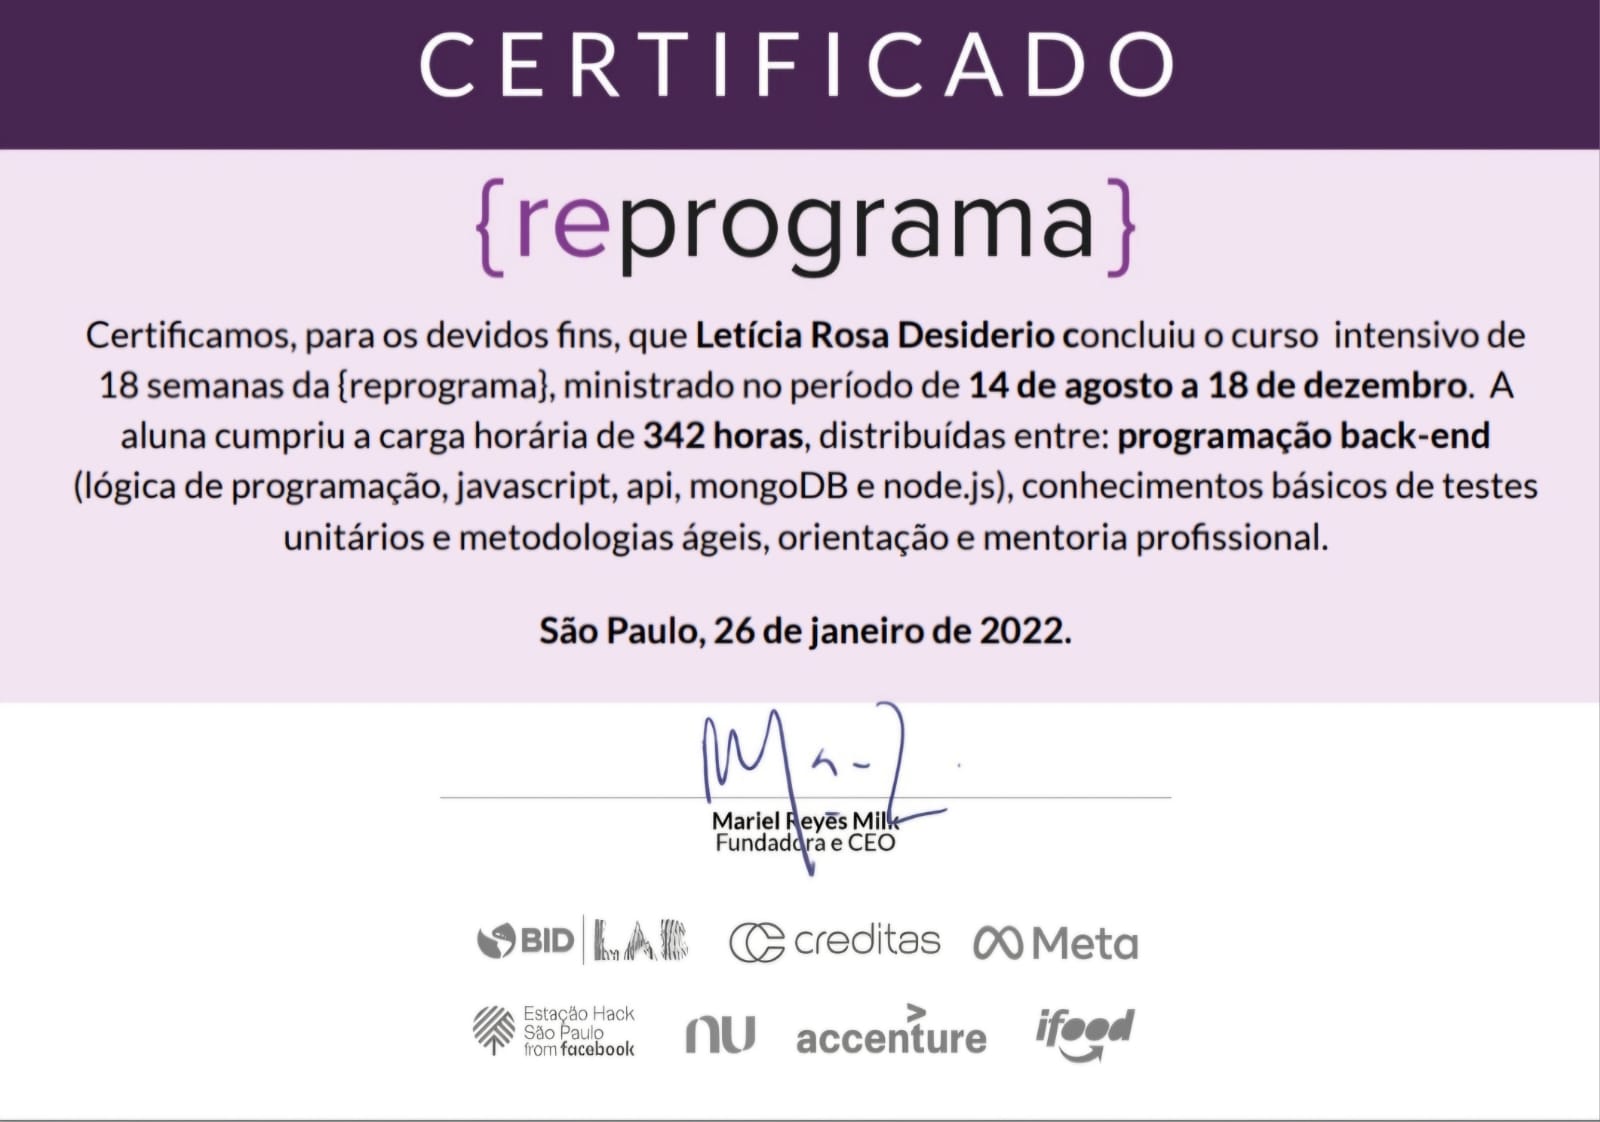 CERTIFICADO
{reprograma}
Certificamos, para os devidos fins, que Letícia Rosa Desiderio concluiu o curso intensivo de
18 semanas da {reprograma}, ministrado no período de 14 de agosto a 18 de dezembro. A
aluna cumpriu a carga horária de 342 horas, distribuídas entre: programação back-end
(lógica de programação, javascript, api, mongoDB e node.js), conhecimentos básicos de testes
unitários e metodologias ágeis, orientação e mentoria profissional.
São Paulo, 26 de janeiro de 2022.
Mariel Reyes Milk
Fundadora e CEO
BID LAB creditas Meta
Estação Hack
São Paulo
from facebook
nu accenture ifood